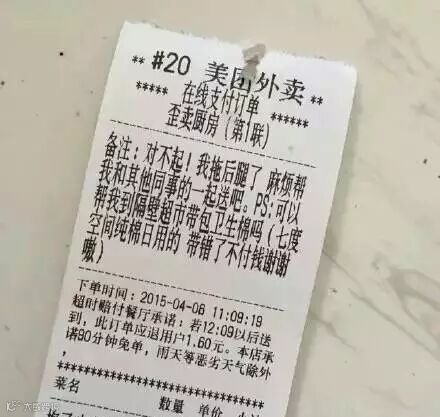 ** #20 美团外卖 **
***** 在线支付订单 ******
歪卖厨房(第1联)
备注:对不起!我拖后腿了 麻烦帮
我和其他同事的一起送吧。PS:可以
帮我到隔壁超市带包卫生棉吗(七度
空间纯棉日用的 带错了不付钱谢谢
嗷)
下单时间:2015-04-06 11:09:19
超时赔付餐厅承诺:若12:09以后送
到,此订单应退用户1.60元。本店承
诺90分钟免单,雨天等恶劣天气除外
,
菜名 数量 单价